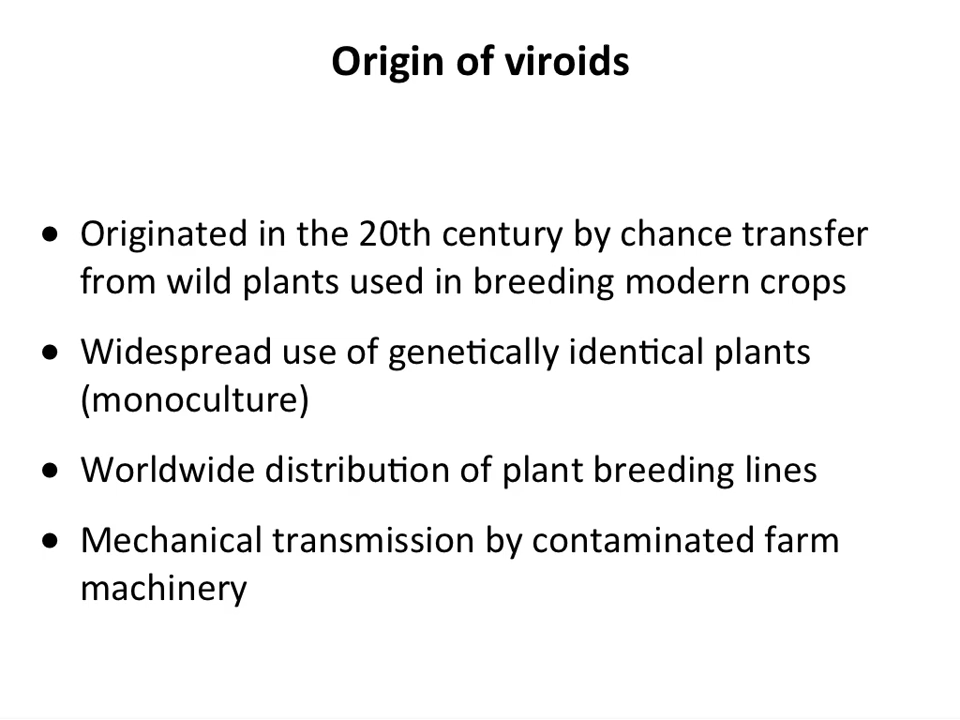 Origin of viroids
● Originated in the 20th century by chance transfer
from wild plants used in breeding modern crops
● Widespread use of genetically identical plants
(monoculture)
● Worldwide distribution of plant breeding lines
● Mechanical transmission by contaminated farm
machinery